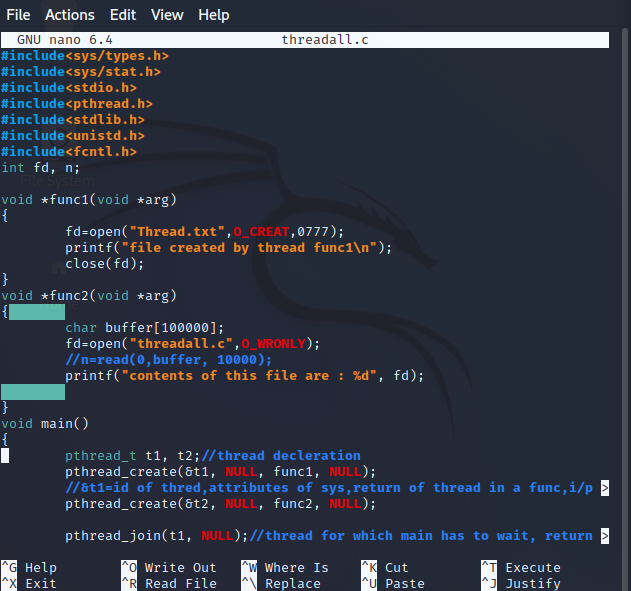 File Actions Edit View Help
GNU nano 6.4 threadall.c
#include<sys/types.h>
#include<sys/stat.h>
#include<stdio.h>
#include<pthread.h>
#include<stdlib.h>
#include<unistd.h>
#include<fcntl.h>
int fd, n;
void *func1(void *arg)
{
fd=open("Thread.txt",O_CREAT,0777);
printf("file created by thread func1\n");
close(fd);
}
void *func2(void *arg)
{
char buffer[100000];
fd=open("threadall.c",O_WRONLY);
//n=read(0,buffer, 10000);
printf("contents of this file are : %d", fd);
}
void main()
{
pthread_t t1, t2;//thread decleration
pthread_create(&t1, NULL, func1, NULL);
//&t1=id of thred,attributes of sys,return of thread in a func,i/p >
pthread_create(&t2, NULL, func2, NULL);
pthread_join(t1, NULL);//thread for which main has to wait, return >
^G Help ^O Write Out ^W Where Is ^K Cut ^T Execute
^X Exit ^R Read File ^\ Replace ^U Paste ^J Justify